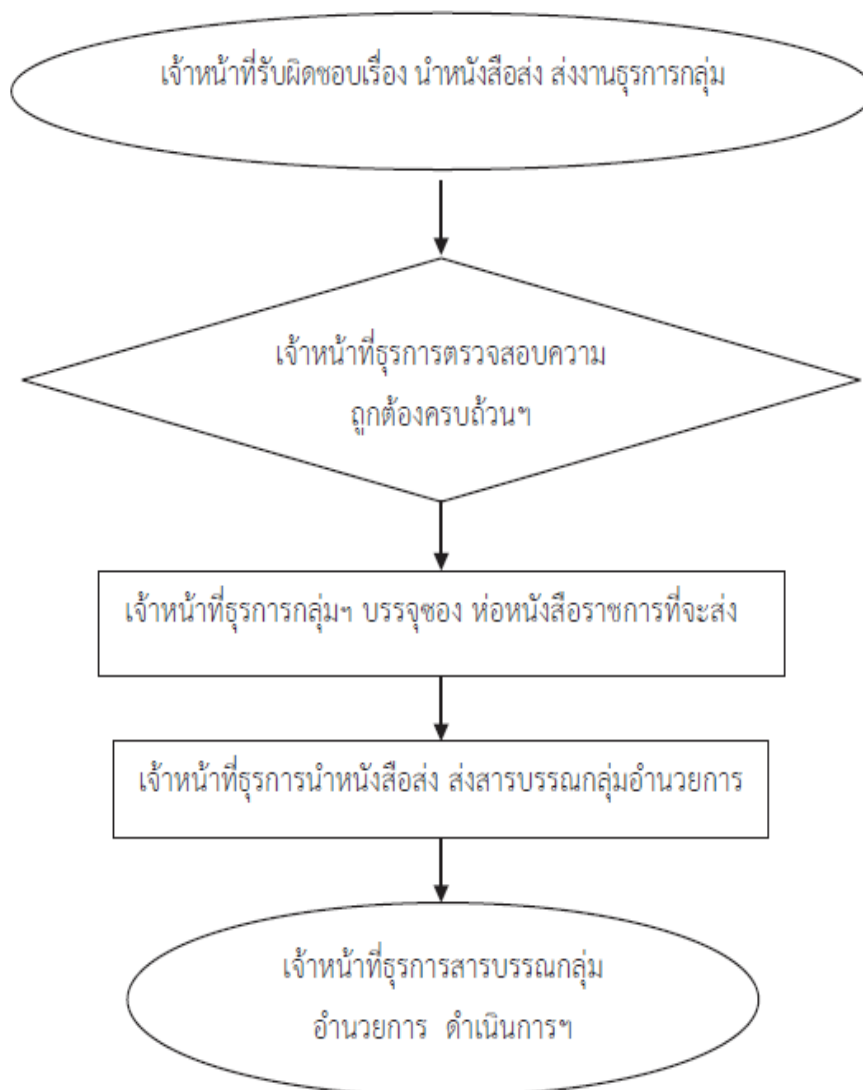 เจ้าหน้าที่รับผิดชอบเรื่อง นำหนังสือส่ง ส่งงานธุรการกลุ่ม
เจ้าหน้าที่ธุรการตรวจสอบความ
ถูกต้องครบถ้วนฯ
เจ้าหน้าที่ธุรการกลุ่มฯ บรรจุซอง ห่อหนังสือราชการที่จะส่ง
เจ้าหน้าที่ธุรการนำหนังสือส่ง ส่งสารบรรณกลุ่มอำนวยการ
เจ้าหน้าที่ธุรการสารบรรณกลุ่ม
อำนวยการ ดำเนินการฯ